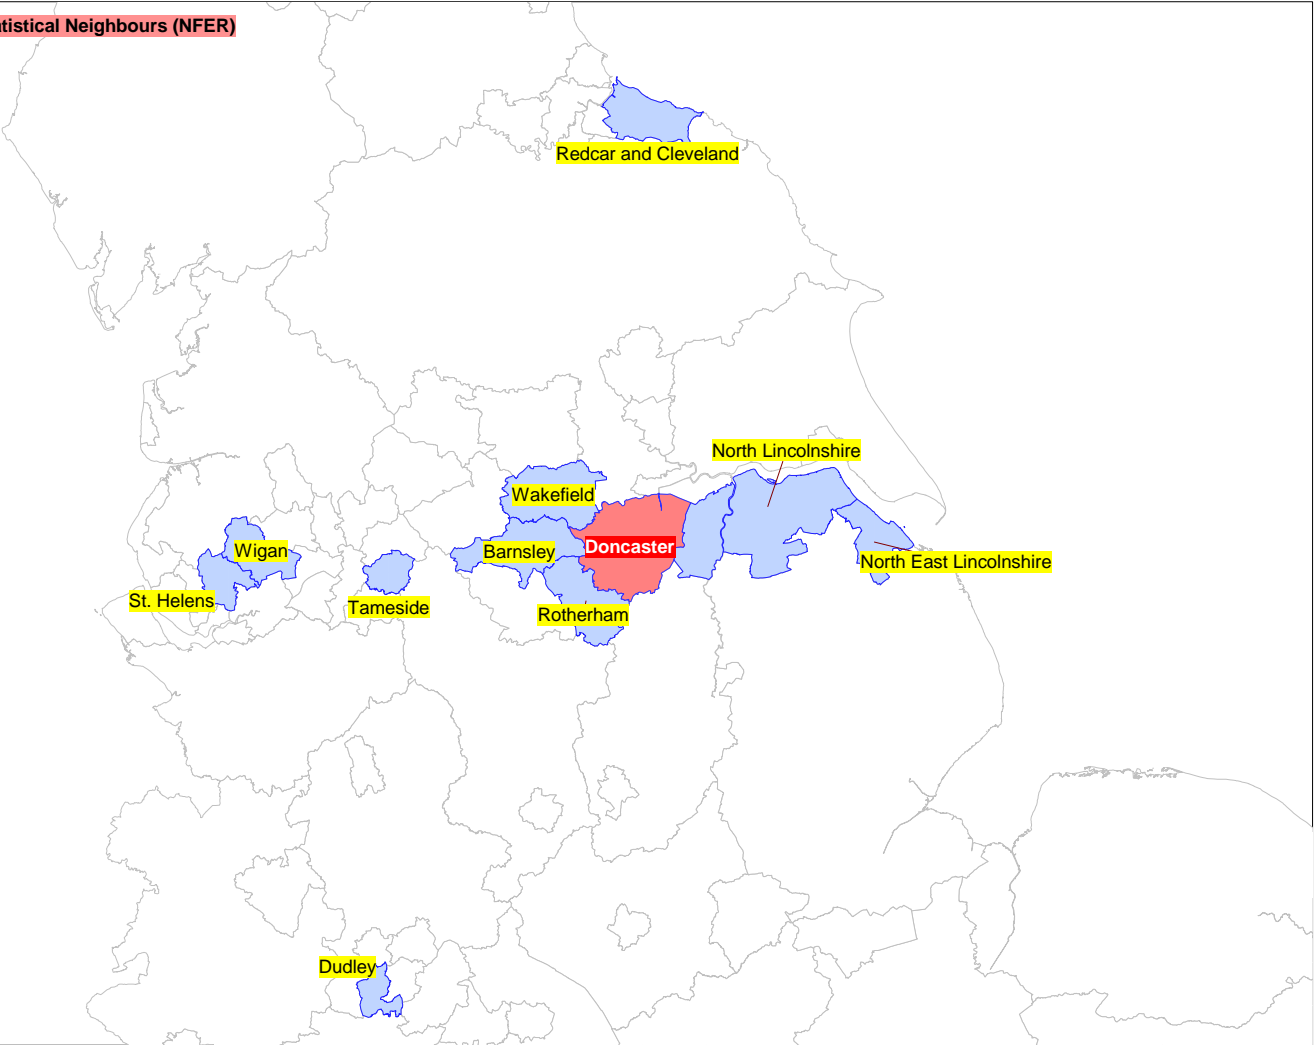 tistical Neighbours (NFER)
Redcar and Cleveland
North Lincolnshire
Wakefield
Doncaster
Wigan
Barnsley
North East Lincolnshire
St. Helens
Tameside
Rotherham
Dudley